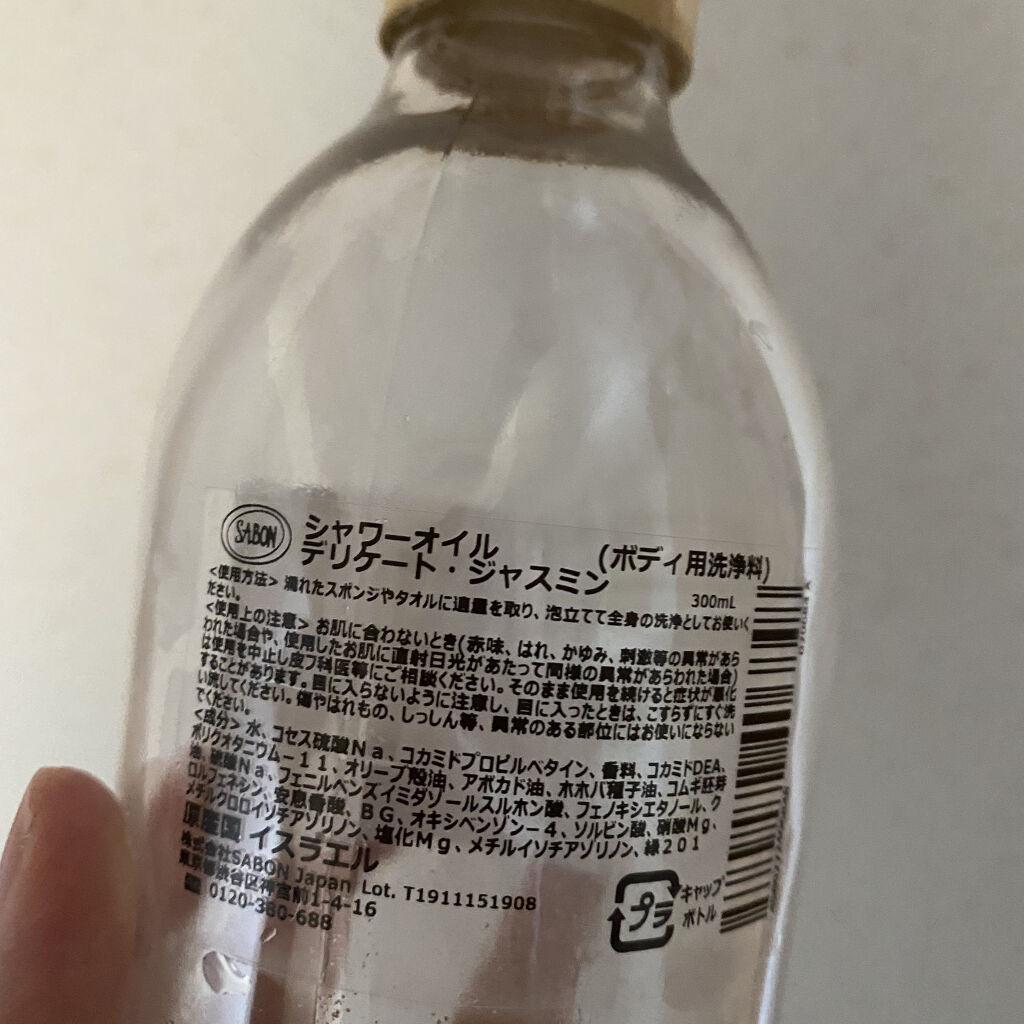 SABON
シャワーオイル
デリケート・ジャスミン
(ボディ用洗浄料)
300mL
<使用方法> 濡れたスポンジやタオルに適量を取り、泡立てて全身の洗浄としてお使いく
ださい。
<使用上の注意> お肌に合わないとき(赤味、はれ、かゆみ、刺激等の異常があら
われた場合や、使用したお肌に直射日光があたって同様の異常があらわれた場合)
は使用を中止し皮フ科医等にご相談ください。そのまま使用を続けると症状が悪化
することがあります。目に入らないように注意し、目に入ったときは、こすらずにすぐ洗
い流してください。傷やはれもの、しっしん等、異常のある部位にはお使いにならない
でください。
<成分> 水、コセス硫酸Ｎａ、コカミドプロピルベタイン、香料、コカミドDEA、
ポリクオタニウム－１１、オリーブ殻油、アボカド油、ホホバ種子油、コムギ胚芽
油、硫酸Ｎａ、フェニルベンズイミダゾールスルホン酸、フェノキシエタノール、ク
ロルフェネシン、安息香酸、ＢＧ、オキシベンゾン－４、ソルビン酸、硝酸Ｍｇ、
メチルクロロイソチアゾリノン、塩化Ｍｇ、メチルイソチアゾリノン、緑２０１
原産国 イスラエル
株式会社SABON Japan Lot. T1911151908
東京都渋谷区神宮前1-4-16
0120-380-688
プラ
キャップ
ボトル